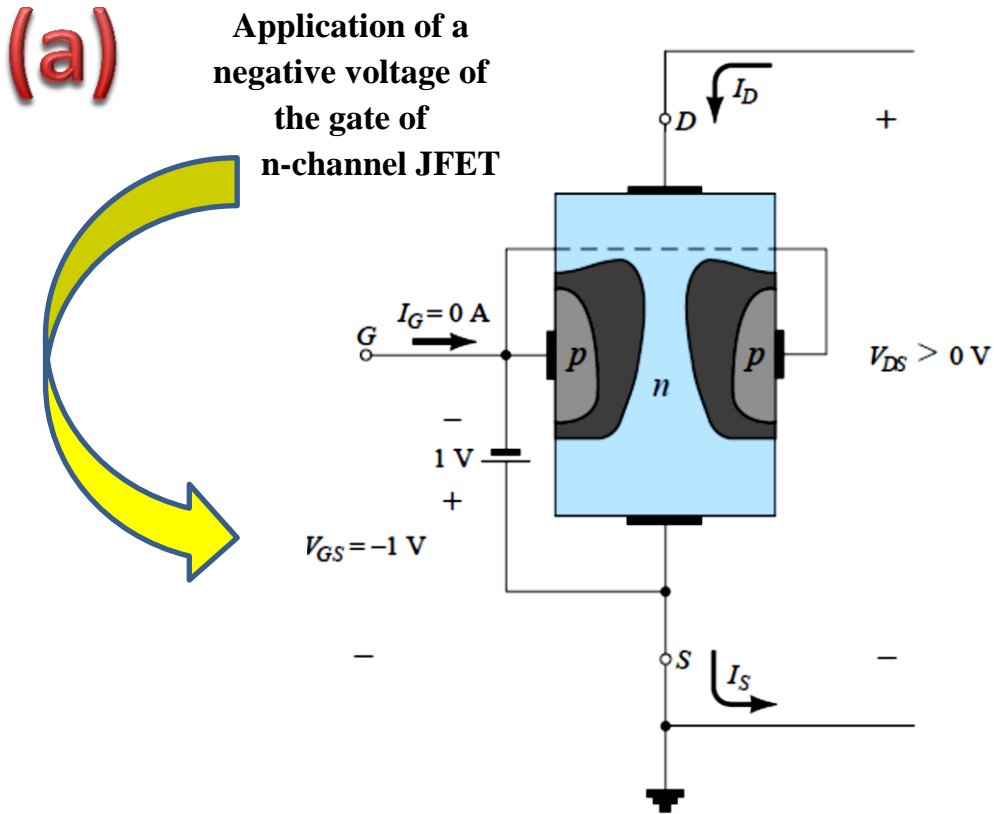 (a)
Application of a
negative voltage of
the gate of
n-channel JFET
I_D
D
+
I_G = 0 A
G
p
n
p
V_DS > 0 V
−
1 V
+
V_GS = −1 V
−
S
I_S
−